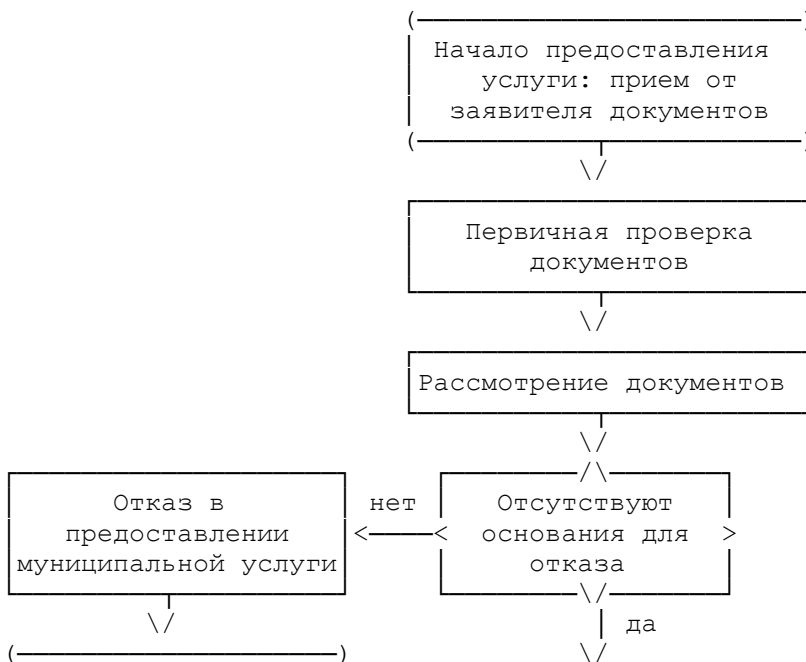 Начало предоставления
услуги: прием от
заявителя документов
Первичная проверка
документов
Рассмотрение документов
Отказ в
предоставлении
муниципальной услуги
нет
Отсутствуют
основания для
отказа
да